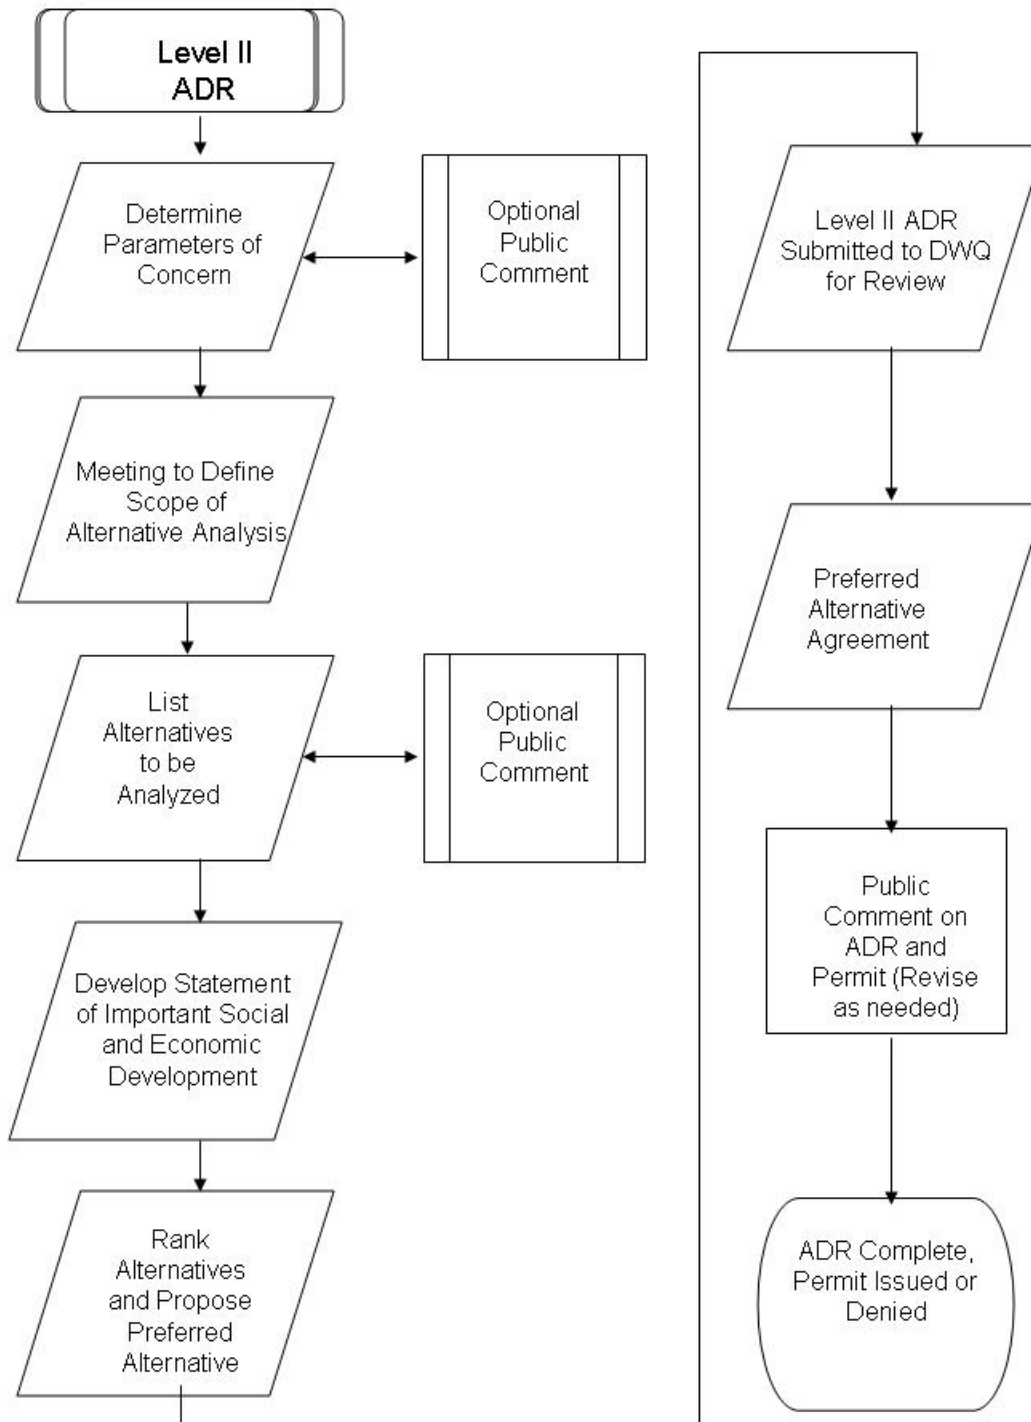 Level II
ADR
Determine
Parameters of
Concern
Optional
Public
Comment
Meeting to Define
Scope of
Alternative Analysis
List
Alternatives
to be
Analyzed
Optional
Public
Comment
Develop Statement
of Important Social
and Economic
Development
Rank
Alternatives
and Propose
Preferred
Alternative
Level II ADR
Submitted to DWQ
for Review
Preferred
Alternative
Agreement
Public
Comment on
ADR and
Permit (Revise
as needed)
ADR Complete,
Permit Issued or
Denied